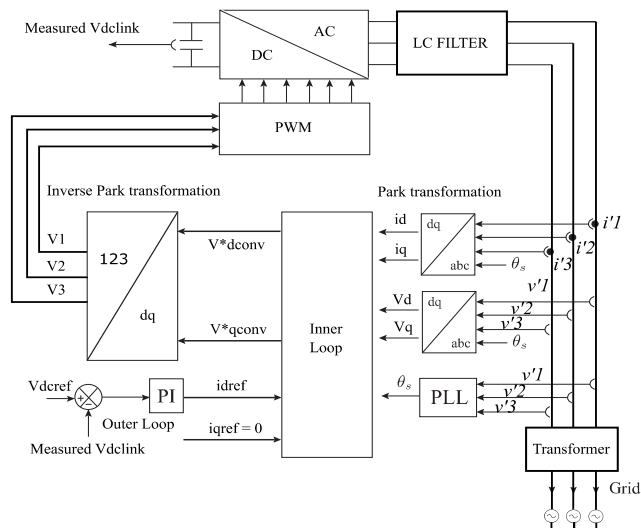 Measured Vdclink
AC
DC
LC FILTER
PWM
Inverse Park transformation
Park transformation
V1
V2
V3
123
dq
V*dconv
V*qconv
Inner
Loop
id
iq
dq
abc
θs
i'1
i'2
i'3
Vd
Vq
dq
abc
v'1
v'2
v'3
θs
θs
PLL
v'1
v'2
v'3
Vdcref
+
−
PI
idref
Outer Loop
iqref = 0
Measured Vdclink
Transformer
Grid